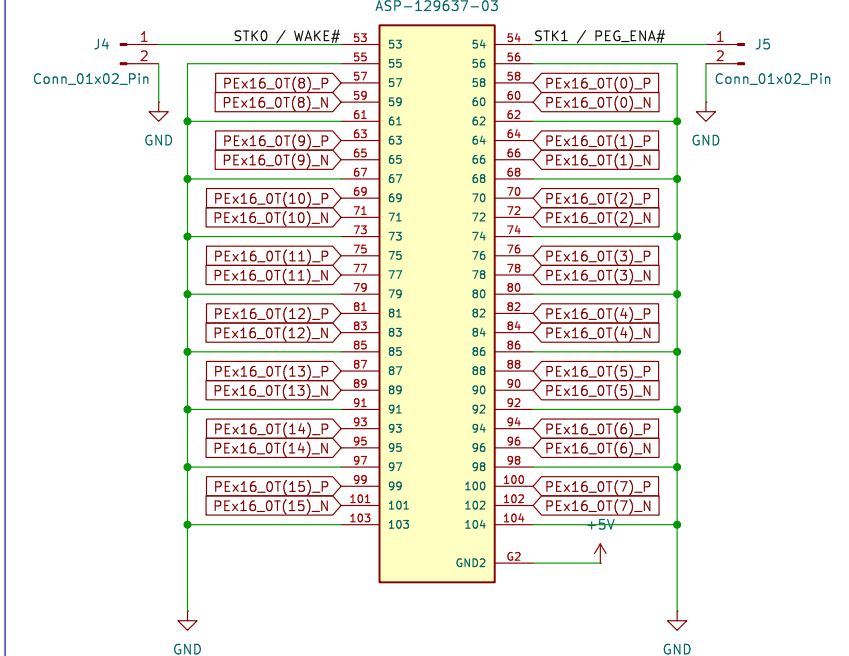 ASP-129637-03
J4 1 STK0 / WAKE# 53 53 54 54 STK1 / PEG_ENA# 1 J5
2 55 55 56 56 2
Conn_01x02_Pin PEx16_0T(8)_P 57 57 58 58 PEx16_0T(0)_P Conn_01x02_Pin
PEx16_0T(8)_N 59 59 60 60 PEx16_0T(0)_N
61 61 62 62
GND PEx16_0T(9)_P 63 63 64 64 PEx16_0T(1)_P GND
PEx16_0T(9)_N 65 65 66 66 PEx16_0T(1)_N
67 67 68 68
PEx16_0T(10)_P 69 69 70 70 PEx16_0T(2)_P
PEx16_0T(10)_N 71 71 72 72 PEx16_0T(2)_N
73 73 74 74
PEx16_0T(11)_P 75 75 76 76 PEx16_0T(3)_P
PEx16_0T(11)_N 77 77 78 78 PEx16_0T(3)_N
79 79 80 80
PEx16_0T(12)_P 81 81 82 82 PEx16_0T(4)_P
PEx16_0T(12)_N 83 83 84 84 PEx16_0T(4)_N
85 85 86 86
PEx16_0T(13)_P 87 87 88 88 PEx16_0T(5)_P
PEx16_0T(13)_N 89 89 90 90 PEx16_0T(5)_N
91 91 92 92
PEx16_0T(14)_P 93 93 94 94 PEx16_0T(6)_P
PEx16_0T(14)_N 95 95 96 96 PEx16_0T(6)_N
97 97 98 98
PEx16_0T(15)_P 99 99 100 100 PEx16_0T(7)_P
PEx16_0T(15)_N 101 101 102 102 PEx16_0T(7)_N
103 103 104 104 +5V
GND2 G2
GND GND